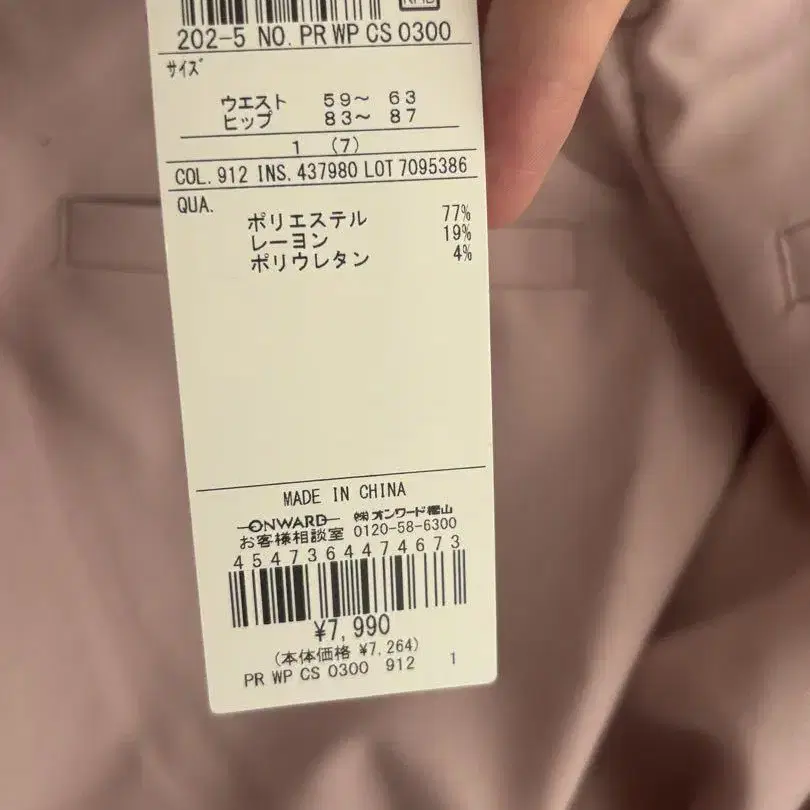 202-5 NO. PR WP CS 0300
サイズ
ウエスト 59～ 63
ヒップ 83～ 87
1 (7)
COL. 912 INS. 437980 LOT 7095386
QUA.
ポリエステル 77%
レーヨン 19%
ポリウレタン 4%
MADE IN CHINA
ONWARD ㈱オンワード樫山
お客様相談室 0120-58-6300
4547364474673
¥7,990
(本体価格 ¥7,264)
PR WP CS 0300 912 1